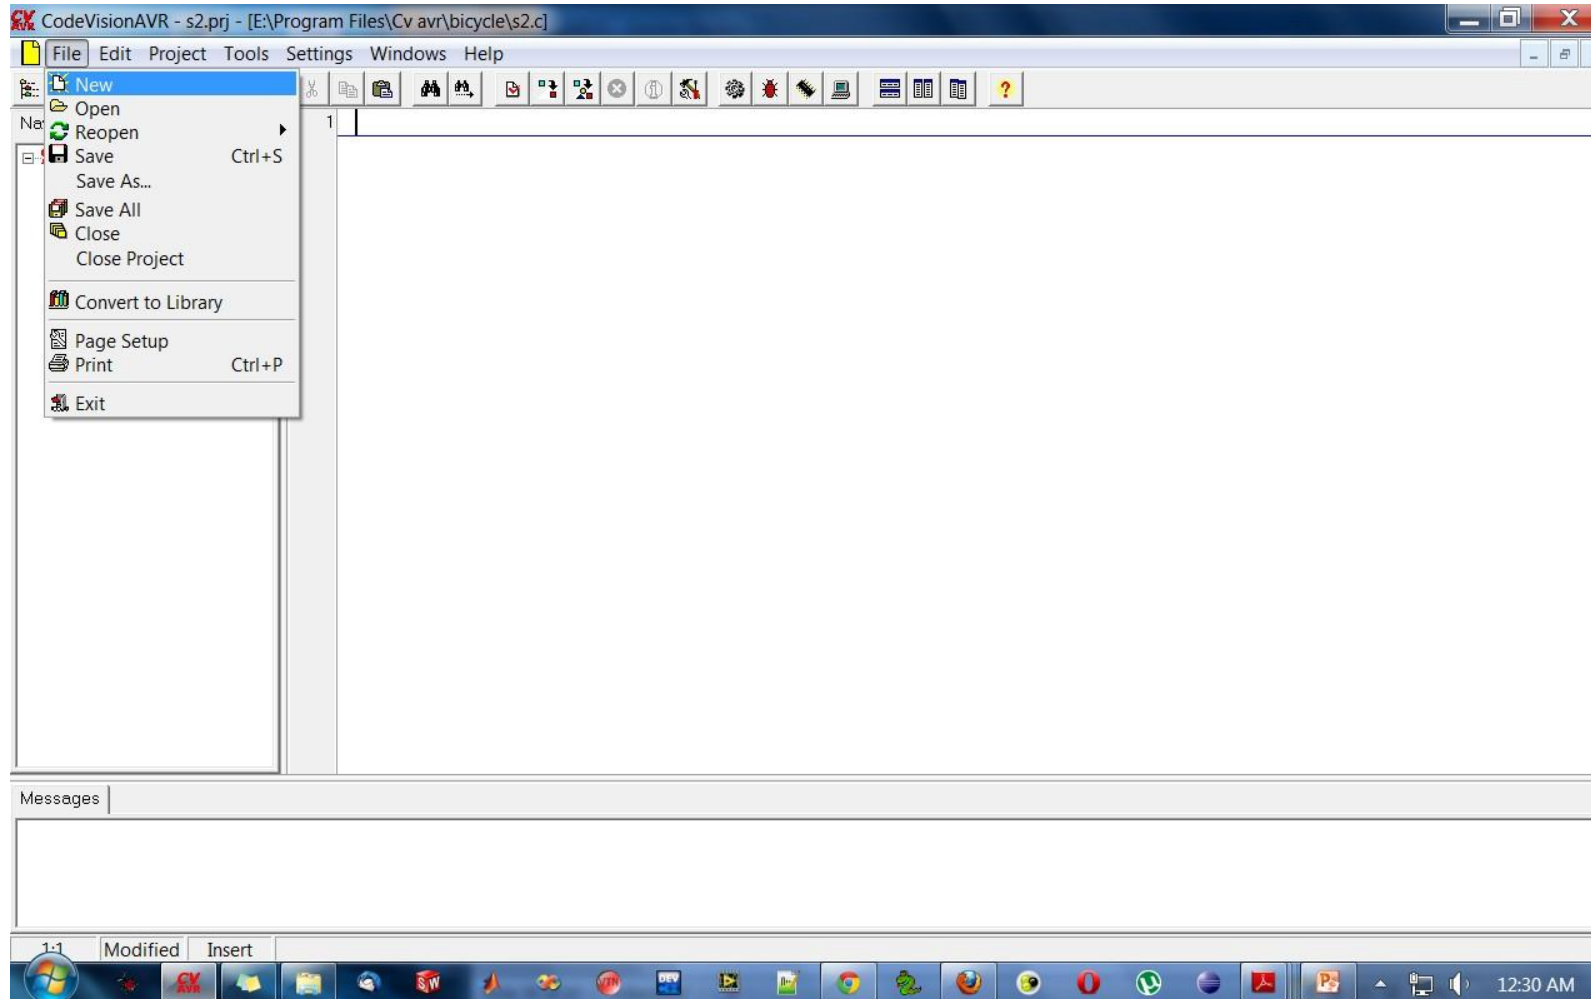 CodeVisionAVR - s2.prj - [E:\Program Files\Cv avr\bicycle\s2.c]
File Edit Project Tools Settings Windows Help
New
Open
Reopen
Save Ctrl+S
Save As...
Save All
Close
Close Project
Convert to Library
Page Setup
Print Ctrl+P
Exit
1
Messages
1:1 Modified Insert
12:30 AM